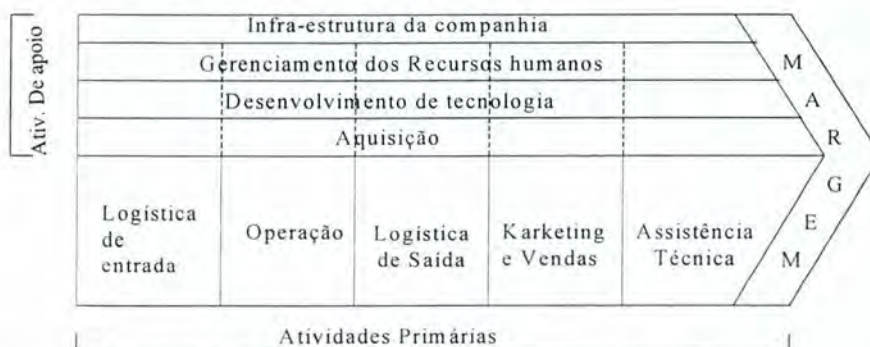 Infra-estrutura da companhia
Ativ. De apoio
Gerenciamento dos Recursos humanos
Desenvolvimento de tecnologia
Aquisição
MARGEM
Logística
de
entrada
Operação
Logística
de Saída
Karketing
e Vendas
Assistência
Técnica
Atividades Primárias